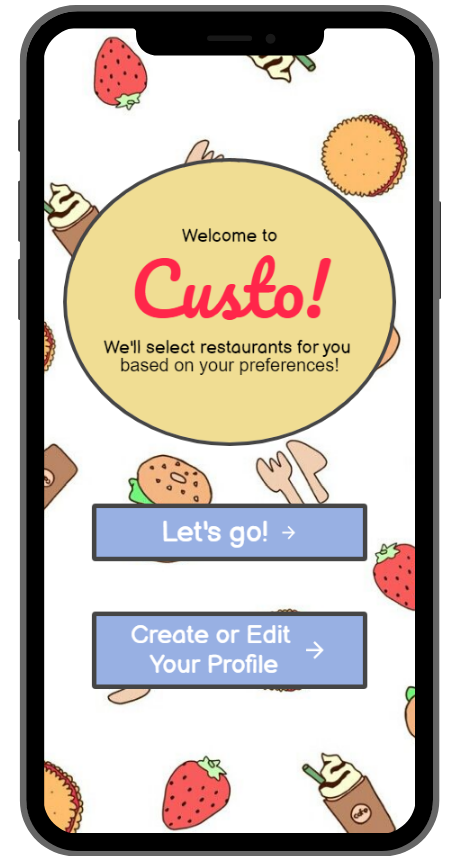 Welcome to
Custo!
We'll select restaurants for you
based on your preferences!
Let's go! →
Create or Edit
Your Profile →